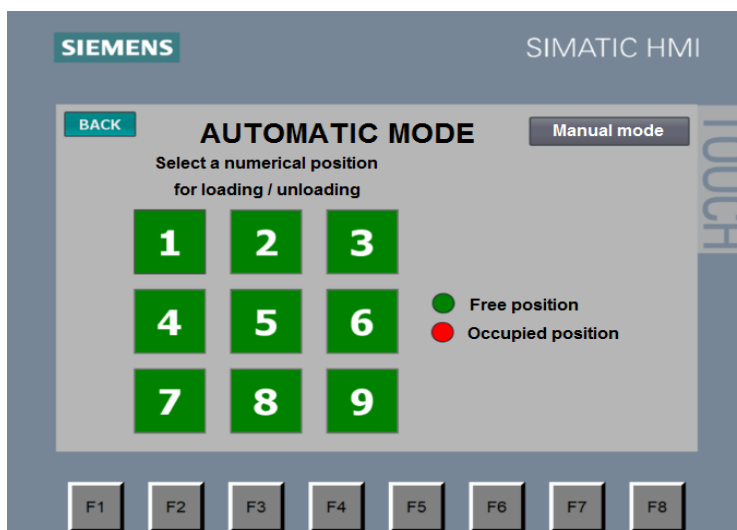 SIEMENS
SIMATIC HMI
BACK
AUTOMATIC MODE
Manual mode
Select a numerical position
for loading / unloading
TOUCH
1 2 3
4 5 6
7 8 9
Free position
Occupied position
F1 F2 F3 F4 F5 F6 F7 F8